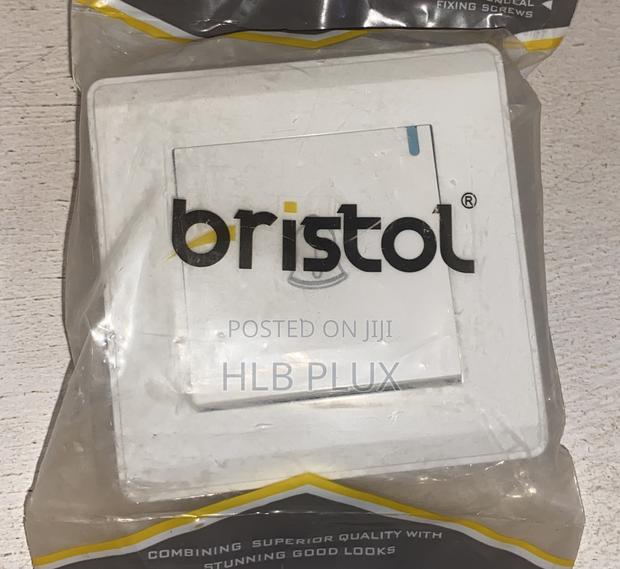 FIXING SCREWS
bristol®
POSTED ON JIJI
HLB PLUX
COMBINING SUPERIOR QUALITY WITH
STUNNING GOOD LOOKS